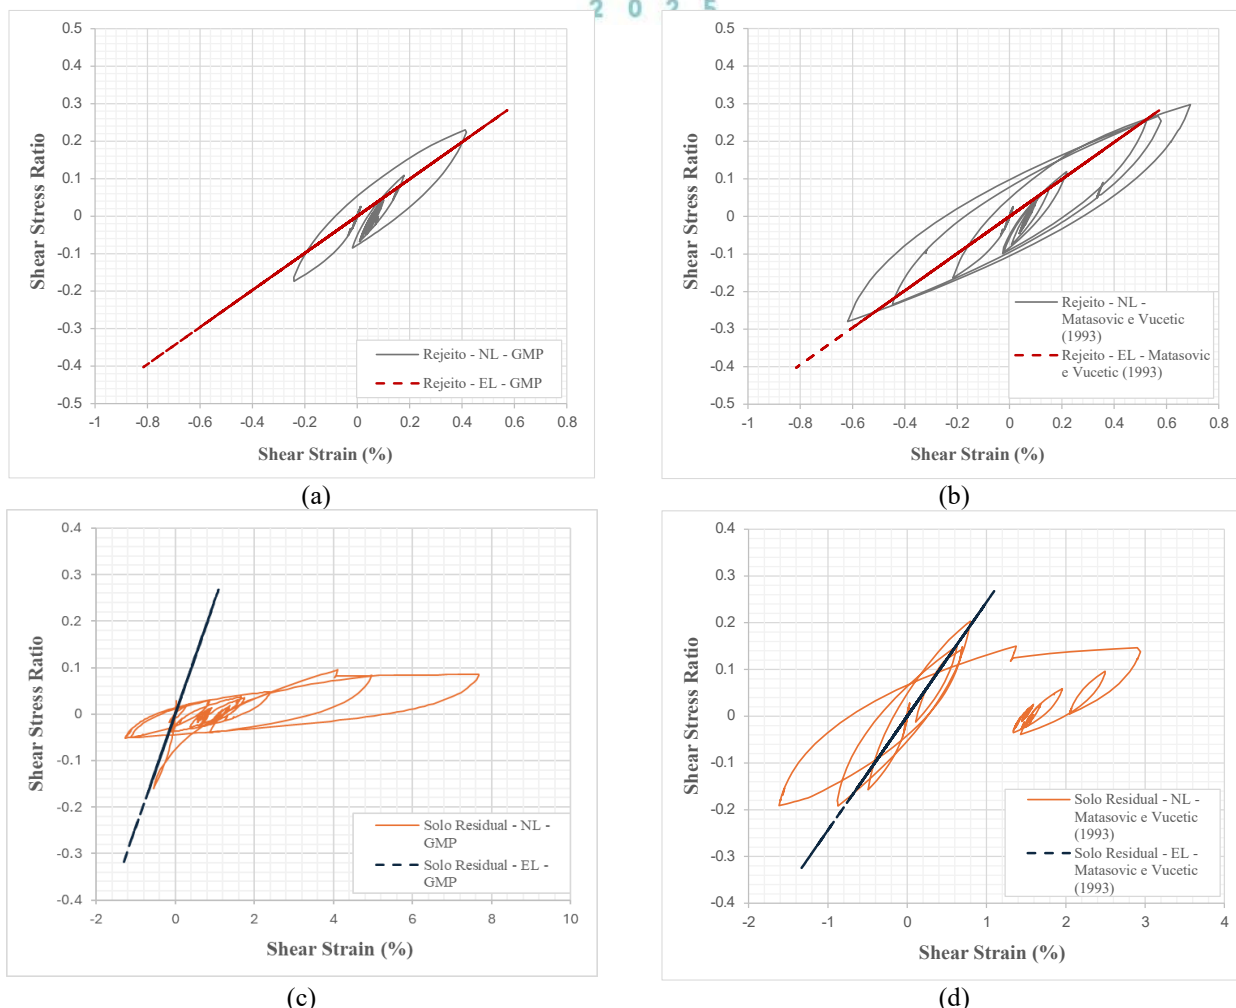 2 0 2 5
0.5
0.4
0.3
0.2
0.1
0
-0.1
-0.2
-0.3
-0.4
-0.5
-1
-0.8
-0.6
-0.4
-0.2
0
0.2
0.4
0.6
0.8
Shear Stress Ratio
Shear Strain (%)
Rejeito - NL - GMP
Rejeito - EL - GMP
(a)
0.5
0.4
0.3
0.2
0.1
0
-0.1
-0.2
-0.3
-0.4
-0.5
-1
-0.8
-0.6
-0.4
-0.2
0
0.2
0.4
0.6
0.8
Shear Stress Ratio
Shear Strain (%)
Rejeito - NL -
Matasovic e Vucetic
(1993)
Rejeito - EL - Matasovic
e Vucetic (1993)
(b)
0.4
0.3
0.2
0.1
0
-0.1
-0.2
-0.3
-0.4
-2
0
2
4
6
8
10
Shear Stress Ratio
Shear Strain (%)
Solo Residual - NL -
GMP
Solo Residual - EL -
GMP
(c)
0.4
0.3
0.2
0.1
0
-0.1
-0.2
-0.3
-0.4
-2
-1
0
1
2
3
4
Shear Stress Ratio
Shear Strain (%)
Solo Residual - NL -
Matasovic e Vucetic
(1993)
Solo Residual - EL -
Matasovic e Vucetic
(1993)
(d)